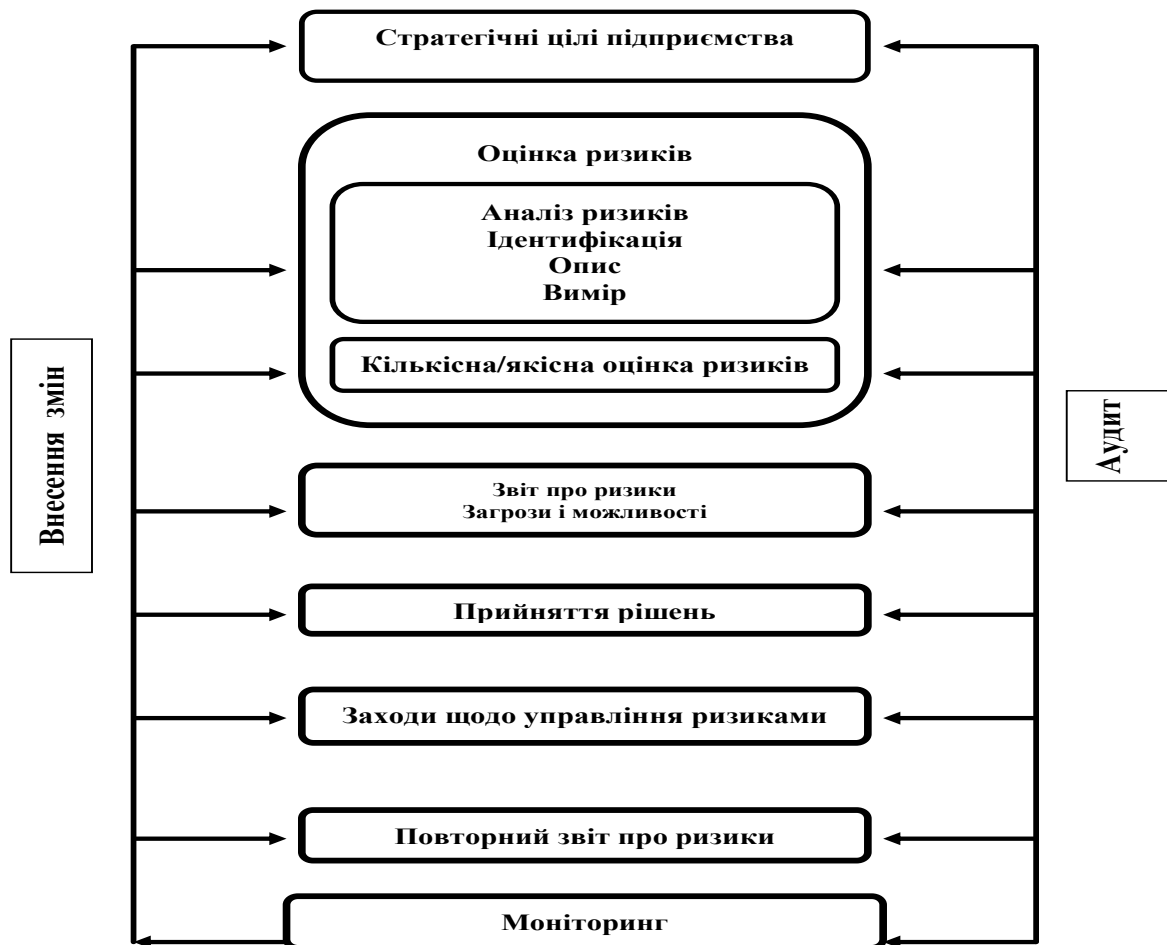 Стратегічні цілі підприємства
Оцінка ризиків
Аналіз ризиків
Ідентифікація
Опис
Вимір
Кількісна/якісна оцінка ризиків
Звіт про ризики
Загрози і можливості
Прийняття рішень
Заходи щодо управління ризиками
Повторний звіт про ризики
Моніторинг
Внесення змін
Аудит